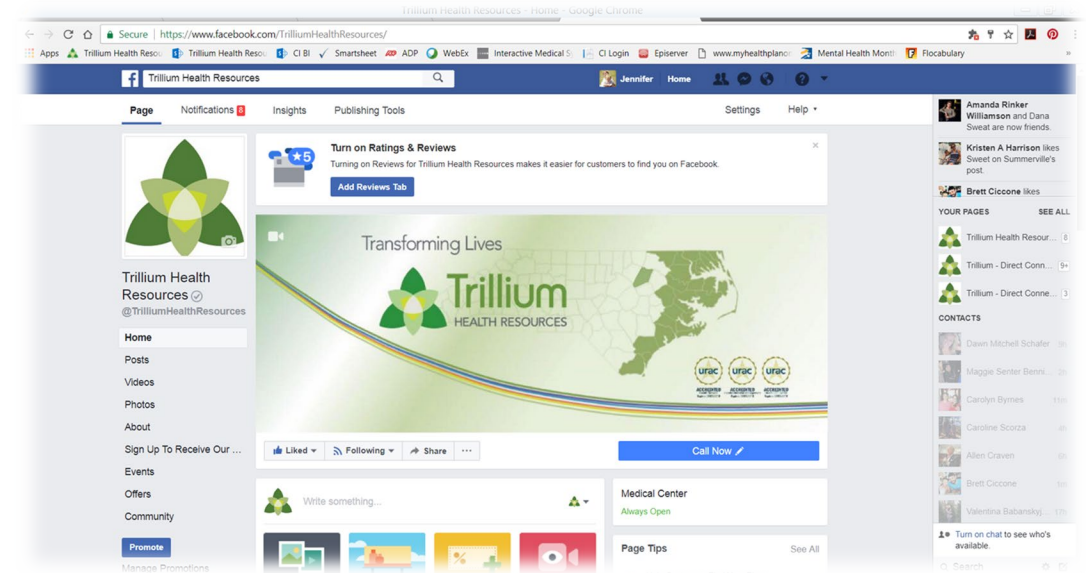 Trillium Health Resources - Home - Google Chrome
Secure | https://www.facebook.com/TrilliumHealthResources/
Apps Trillium Health Resou Trillium Health Resou CI BI Smartsheet ADP WebEx Interactive Medical CI Login Episerver www.myhealthplanon Mental Health Month Flocabulary »
Trillium Health Resources
Jennifer Home
Page Notifications 8 Insights Publishing Tools Settings Help
Turn on Ratings & Reviews
Turning on Reviews for Trillium Health Resources makes it easier for customers to find you on Facebook.
Add Reviews Tab
5
Transforming Lives
Trillium
HEALTH RESOURCES
urac urac urac
ACCREDITED ACCREDITED ACCREDITED
Trillium Health
Resources
@TrilliumHealthResources
Home
Posts
Videos
Photos
About
Sign Up To Receive Our ...
Events
Offers
Community
Promote
Manage Promotions
Liked Following Share ...
Call Now
Write something...
Medical Center
Always Open
Page Tips See All
Amanda Rinker
Williamson and Dana
Sweat are now friends.
Kristen A Harrison likes
Sweet on Summerville's
post.
Brett Ciccone likes
YOUR PAGES SEE ALL
Trillium Health Resour... 8
Trillium - Direct Conn... 9+
Trillium - Direct Conne... 3
CONTACTS
Dawn Mitchell Schafer
Maggie Senter Benni...
Carolyn Byrnes
Caroline Scorza
Allen Craven
Brett Ciccone
Valentina Babanskyj...
Turn on chat to see who's
available.
Search